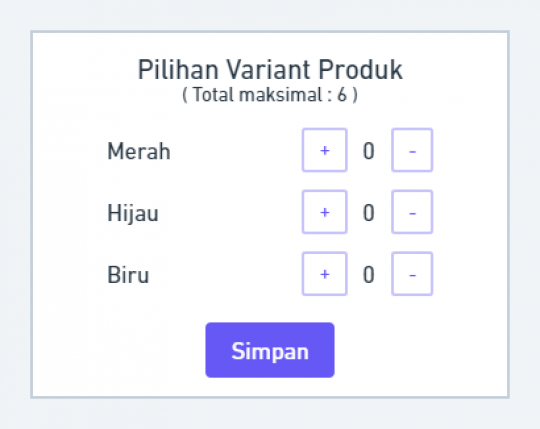 Pilihan Variant Produk
( Total maksimal : 6 )
Merah + 0 -
Hijau + 0 -
Biru + 0 -
Simpan